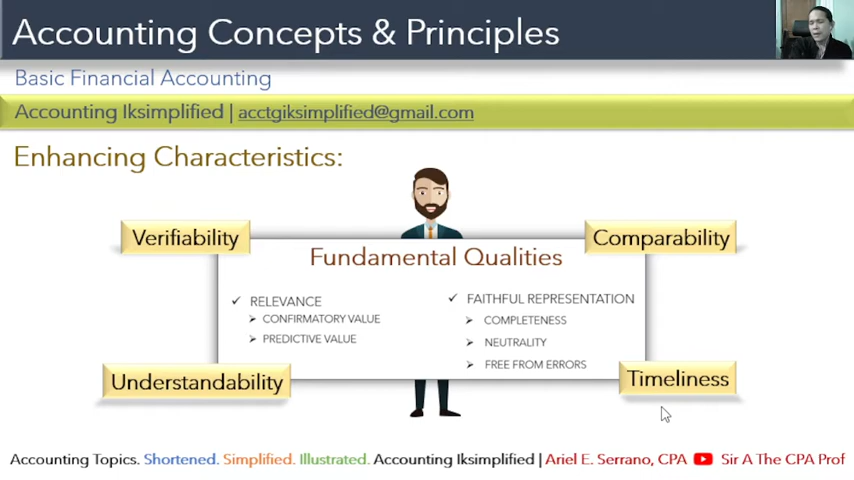 Accounting Concepts & Principles
Basic Financial Accounting
Accounting Iksimplified | acctgiksimplified@gmail.com
Enhancing Characteristics:
Verifiability
Comparability
Fundamental Qualities
RELEVANCE
CONFIRMATORY VALUE
PREDICTIVE VALUE
FAITHFUL REPRESENTATION
COMPLETENESS
NEUTRALITY
FREE FROM ERRORS
Understandability
Timeliness
Accounting Topics. Shortened. Simplified. Illustrated. Accounting Iksimplified | Ariel E. Serrano, CPA Sir A The CPA Prof